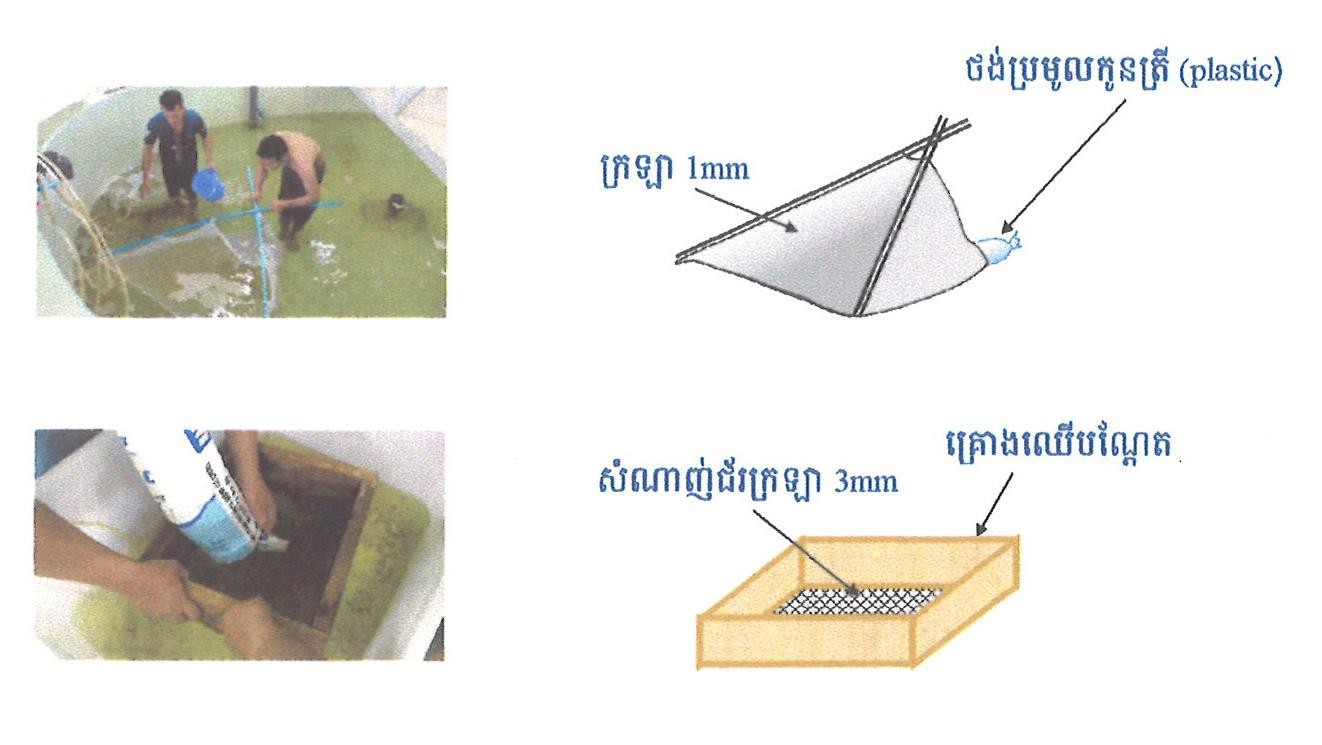 ថង់ប្រមូលកូនត្រី (plastic)
ក្រឡា 1mm
គ្រោងឈើបណ្តែត
សំណាញ់ជ័រក្រឡា 3mm